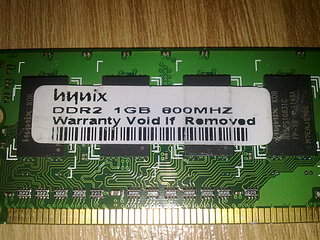 hynix
DDR2 1GB 800MHZ
Warranty Void If Removed